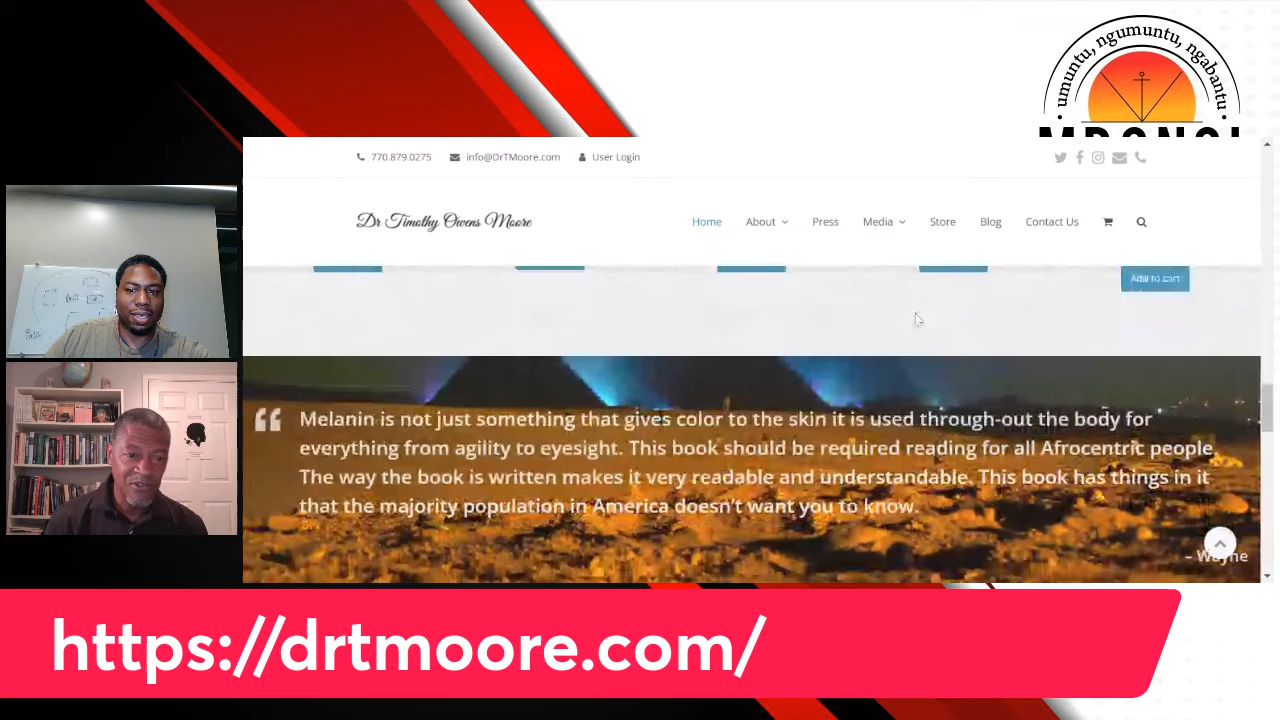 · umuntu, ngumuntu, ngabantu ·
770.879.0275 info@DrTMoore.com User Login
Dr Timothy Owens Moore
Home About Press Media Store Blog Contact Us
Add to cart
“ Melanin is not just something that gives color to the skin it is used through-out the body for
everything from agility to eyesight. This book should be required reading for all Afrocentric people.
The way the book is written makes it very readable and understandable. This book has things in it
that the majority population in America doesn’t want you to know.
– Wayne
https://drtmoore.com/